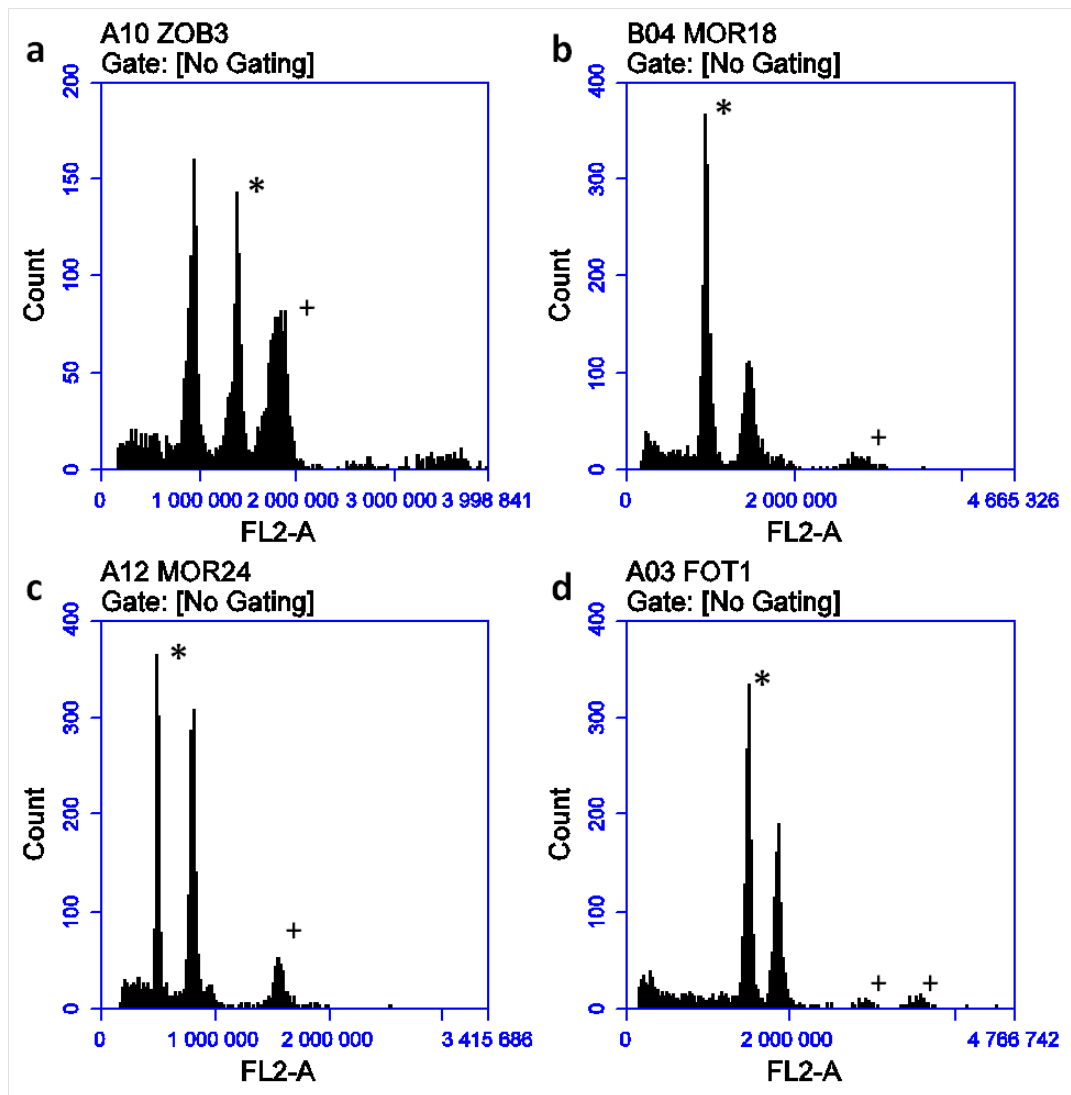 a
A10 ZOB3
Gate: [No Gating]
200
150
100
50
0
Count
*
+
0 1 000 000 2 000 000 3 000 000 3 998 841
FL2-A
b
B04 MOR18
Gate: [No Gating]
400
300
200
100
0
Count
*
+
0 2 000 000 4 665 326
FL2-A
c
A12 MOR24
Gate: [No Gating]
400
300
200
100
0
Count
*
+
0 1 000 000 2 000 000 3 415 686
FL2-A
d
A03 FOT1
Gate: [No Gating]
400
300
200
100
0
Count
*
+ +
0 2 000 000 4 766 742
FL2-A